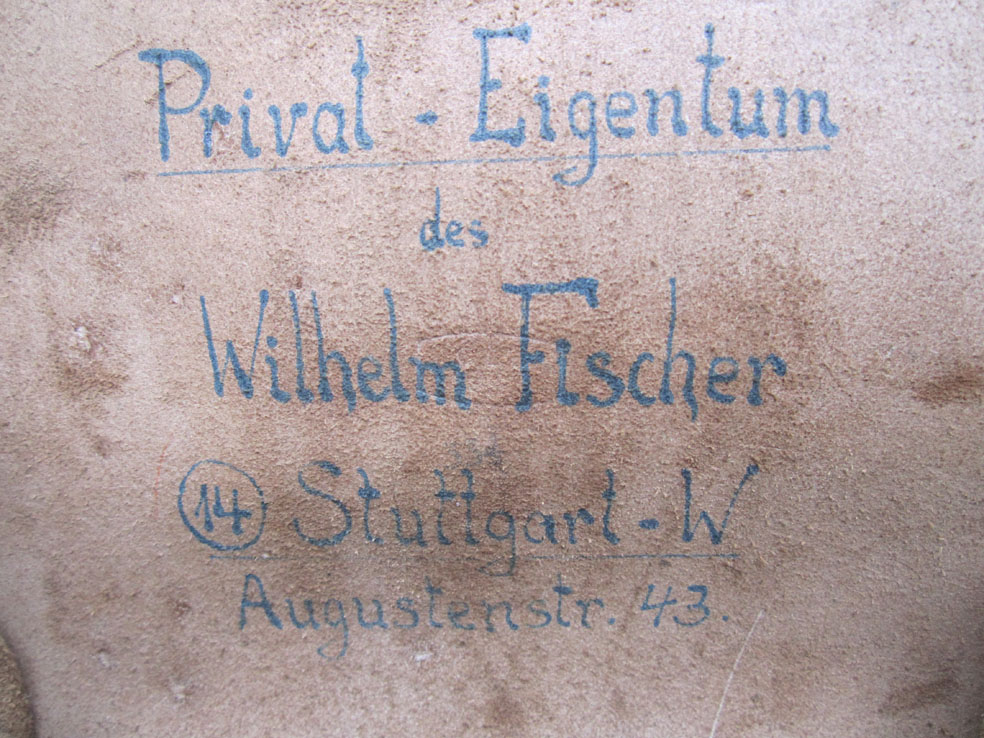 Privat - Eigentum
des
Wilhelm Fischer
14 Stuttgart - W
Augustenstr. 43.